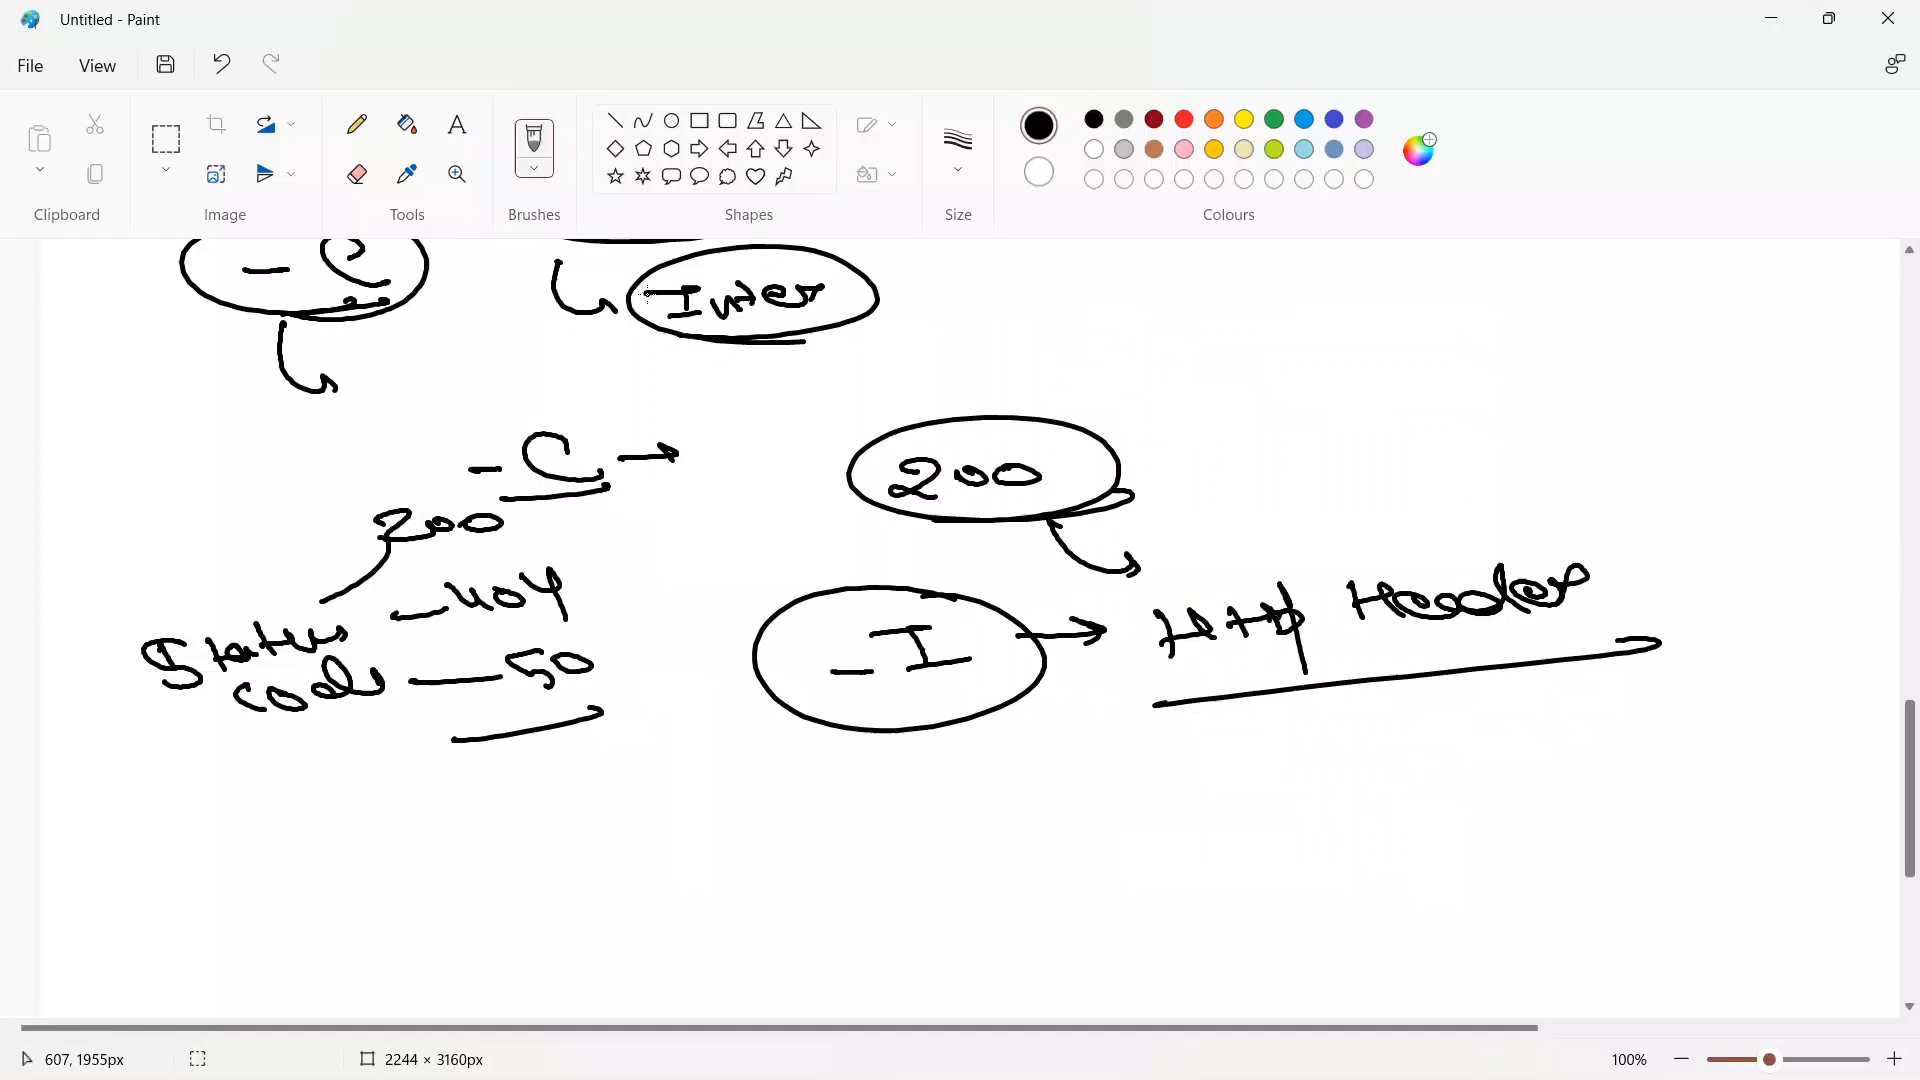 Untitled - Paint
File View
Clipboard Image Tools Brushes Shapes Size Colours
- C
Inter
- C →
200
200
- 404
Status
code - 50
- I → Http Header
607, 1955px 2244 × 3160px 100%